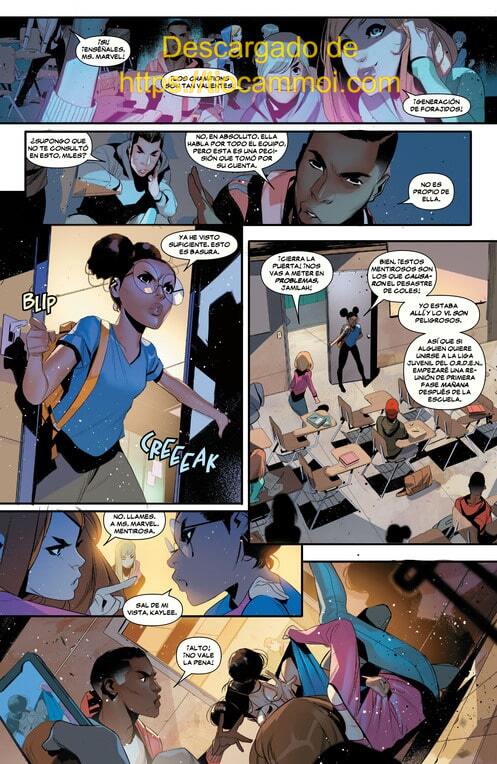 ¡SÍ!
¡ENSÉÑALES,
MS. MARVEL!
Descargado de
¡LOS CHAMPIONS
SON TAN VALIENTES.
¡GENERACIÓN
DE FORAJIDOS!
¿SUPONGO QUE
NO TE CONSULTÓ
EN ESTO, MILES?
NO, EN ABSOLUTO. ELLA
HABLA POR TODO EL EQUIPO,
PERO ESTA ES UNA DECI-
SIÓN QUE TOMÓ POR
SU CUENTA.
NO ES
PROPIO DE
ELLA.
YA HE VISTO
SUFICIENTE. ESTO
ES BASURA.
BLIP
CREEEAK
¡CIERRA LA
PUERTA! ¡NOS
VAS A METER EN
PROBLEMAS,
JAMILAH!
BIEN, ¡ESTOS
MENTIROSOS
SON LOS QUE CAUSA-
RON EL DESASTRE
DE COLES!
YO ESTABA
ALLÍ Y LO VI. SON
PELIGROSOS.
ASÍ QUE SI
ALGUIEN QUIERE
UNIRSE A LA LIGA
JUVENIL DEL O.R.D.E.N.,
EMPEZARÉ UNA RE-
UNIÓN DE PRIMERA
FASE MAÑANA
DESPUÉS DE LA
ESCUELA.
NO. LLAMES.
A MS. MARVEL.
MENTIROSA.
SAL DE MI
VISTA, KAYLEE.
¡ALTO!
¡NO VALE
LA PENA!